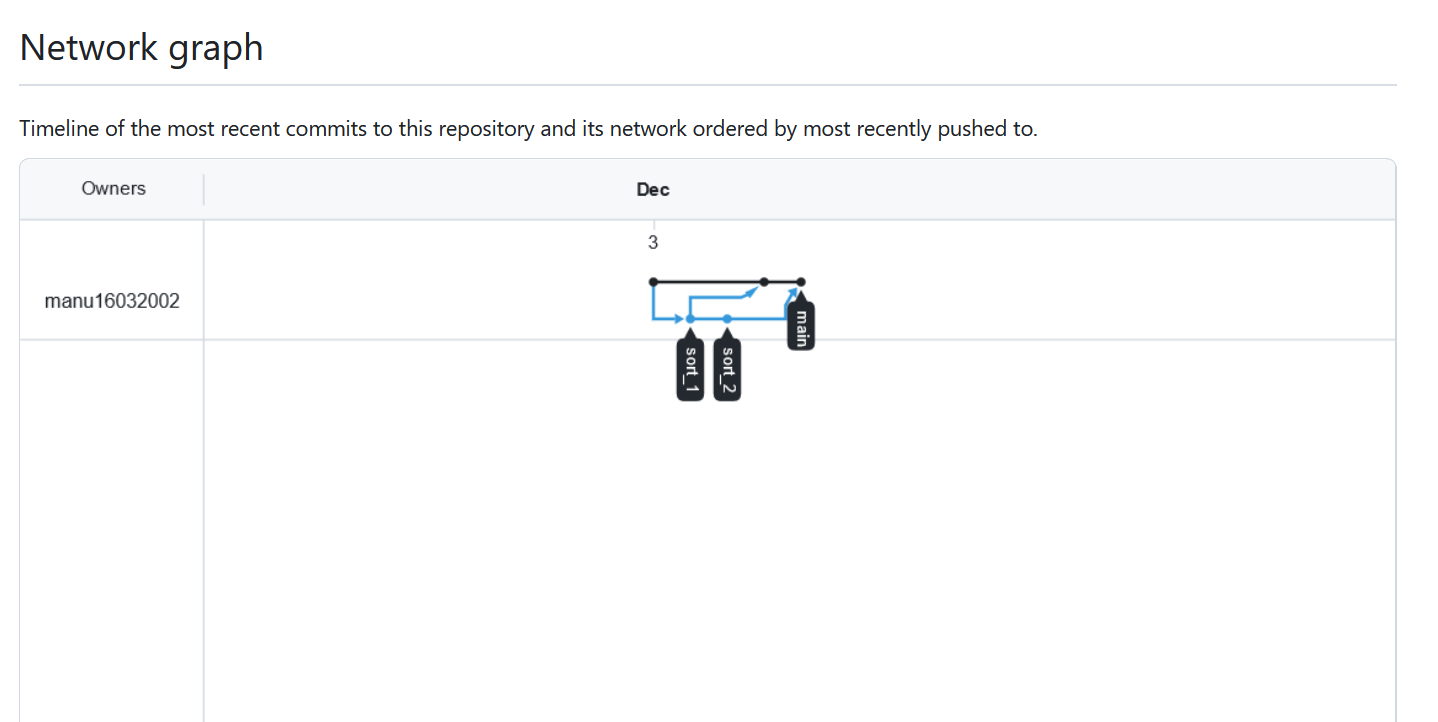 Network graph
Timeline of the most recent commits to this repository and its network ordered by most recently pushed to.
Owners
Dec
3
manu16032002
main
sort_1
sort_2